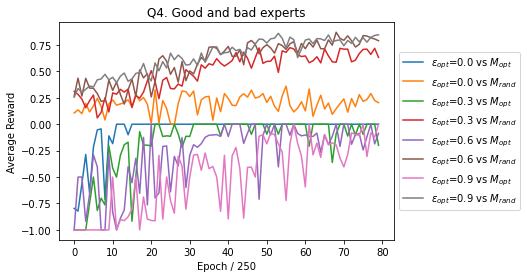 Q4. Good and bad experts
Average Reward
0.75
0.50
0.25
0.00
−0.25
−0.50
−0.75
−1.00
0 10 20 30 40 50 60 70 80
Epoch / 250
ε_opt=0.0 vs M_opt
ε_opt=0.0 vs M_rand
ε_opt=0.3 vs M_opt
ε_opt=0.3 vs M_rand
ε_opt=0.6 vs M_opt
ε_opt=0.6 vs M_rand
ε_opt=0.9 vs M_opt
ε_opt=0.9 vs M_rand